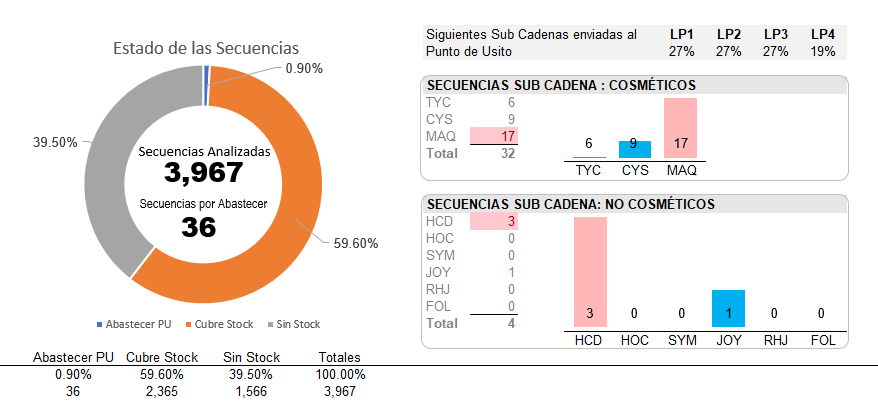 Estado de las Secuencias
0.90%
39.50%
59.60%
Secuencias Analizadas
3,967
Secuencias por Abastecer
36
Abastecer PU Cubre Stock Sin Stock
Abastecer PU Cubre Stock Sin Stock Totales
0.90% 59.60% 39.50% 100.00%
36 2,365 1,566 3,967
Siguientes Sub Cadenas enviadas al LP1 LP2 LP3 LP4
Punto de Usito 27% 27% 27% 19%
SECUENCIAS SUB CADENA : COSMÉTICOS
TYC 6
CYS 9
MAQ 17
Total 32
6 9 17
TYC CYS MAQ
SECUENCIAS SUB CADENA: NO COSMÉTICOS
HCD 3
HOC 0
SYM 0
JOY 1
RHJ 0
FOL 0
Total 4
3 0 0 1 0 0
HCD HOC SYM JOY RHJ FOL